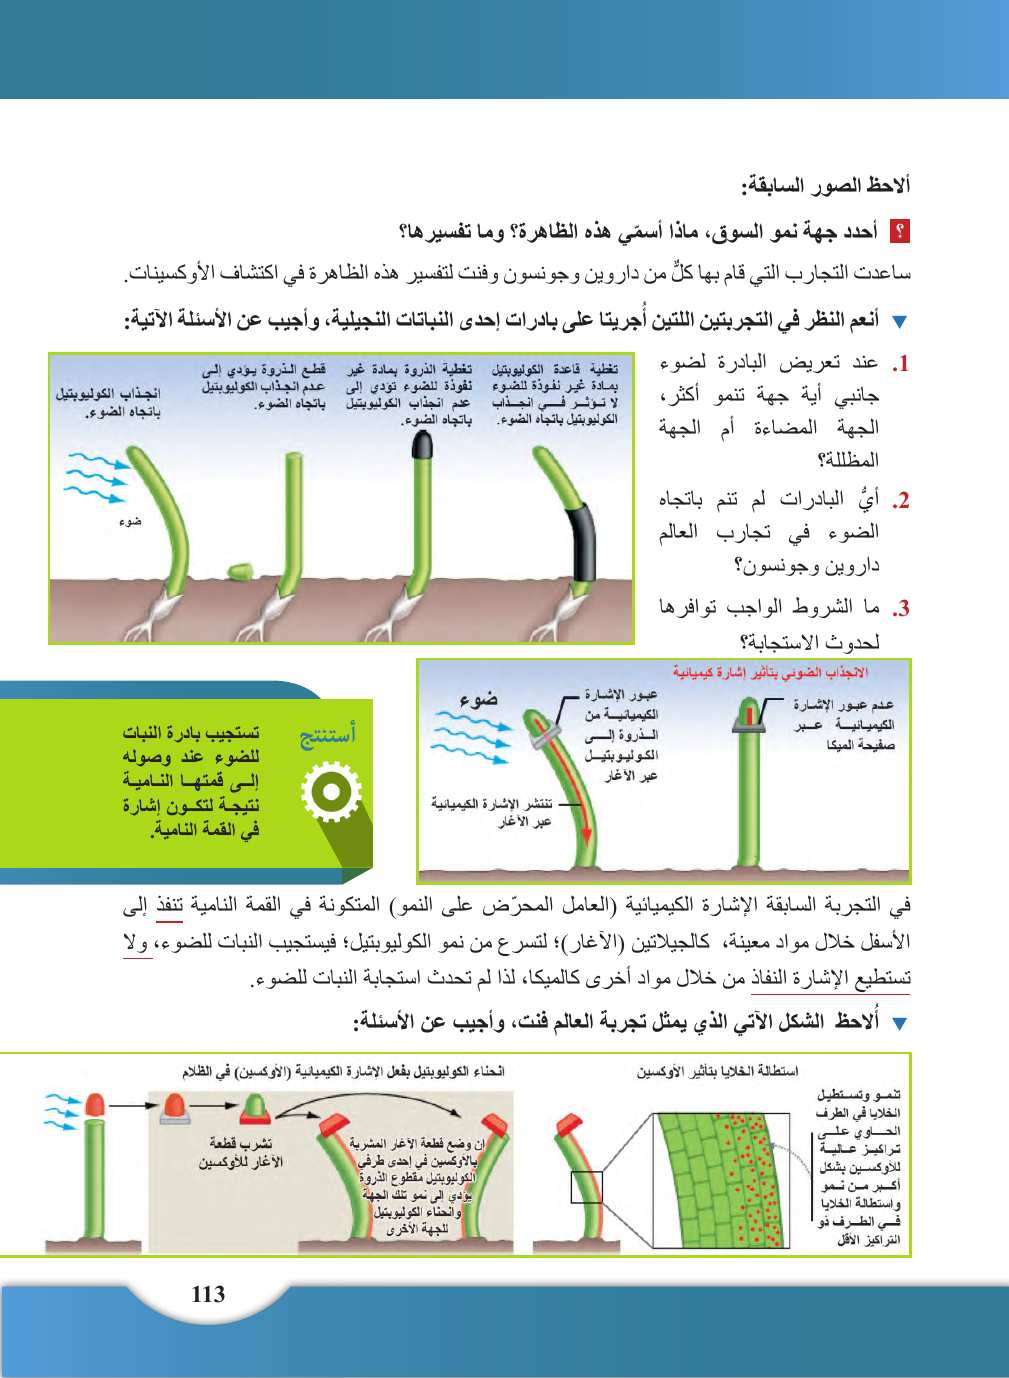 ألاحظ الصور السابقة:
؟ أحدد جهة نمو السوق، ماذا أسمّي هذه الظاهرة؟ وما تفسيرها؟
ساعدت التجارب التي قام بها كلٌّ من داروين وجونسون وفنت لتفسير هذه الظاهرة في اكتشاف الأوكسينات.
أنعم النظر في التجربتين اللتين أُجريتا على بادرات إحدى النباتات النجيلية، وأجيب عن الأسئلة الآتية:
1. عند تعريض البادرة لضوء
جانبي أية جهة تنمو أكثر،
الجهة المضاءة أم الجهة
المظللة؟
2. أيُّ البادرات لم تنم باتجاه
الضوء في تجارب العالم
داروين وجونسون؟
3. ما الشروط الواجب توافرها
لحدوث الاستجابة؟
تغطية قاعدة الكوليوبتيل
بمادة غير نفوذة للضوء
لا تؤثر في انجذاب
الكوليوبتيل باتجاه الضوء.
تغطية الذروة بمادة غير
نفوذة للضوء تؤدي إلى
عدم انجذاب الكوليوبتيل
باتجاه الضوء.
قطع الذروة يؤدي إلى
عدم انجذاب الكوليوبتيل
باتجاه الضوء.
انجذاب الكوليوبتيل
باتجاه الضوء.
ضوء
الانجذاب الضوئي بتأثير إشارة كيميائية
عدم عبور الإشارة
الكيميائية عبر
صفيحة الميكا
عبور الإشارة
الكيميائية من
الذروة إلى
الكوليوبتيل
عبر الآغار
ضوء
تنتشر الإشارة الكيميائية
عبر الآغار
أستنتج
تستجيب بادرة النبات
للضوء عند وصوله
إلى قمتها النامية
نتيجة لتكون إشارة
في القمة النامية.
في التجربة السابقة الإشارة الكيميائية (العامل المحرّض على النمو) المتكونة في القمة النامية تنفذ إلى
الأسفل خلال مواد معينة، كالجيلاتين (الآغار)؛ لتسرع من نمو الكوليوبتيل؛ فيستجيب النبات للضوء، ولا
تستطيع الإشارة النفاذ من خلال مواد أخرى كالميكا، لذا لم تحدث استجابة النبات للضوء.
أُلاحظ الشكل الآتي الذي يمثل تجربة العالم فنت، وأجيب عن الأسئلة:
استطالة الخلايا بتأثير الأوكسين
تنمو وتستطيل
الخلايا في الطرف
الحاوي على
تراكيز عالية
للأوكسين بشكل
أكبر من نمو
واستطالة الخلايا
في الطرف ذو
التراكيز الأقل
انحناء الكوليوبتيل بفعل الإشارة الكيميائية (الأوكسين) في الظلام
تشرب قطعة
الآغار للأوكسين
إن وضع قطعة الآغار المشربة
بالأوكسين في إحدى طرفي
الكوليوبتيل مقطوع الذروة
يؤدي إلى نمو تلك الجهة
وانحناء الكوليوبتيل
للجهة الأخرى
113